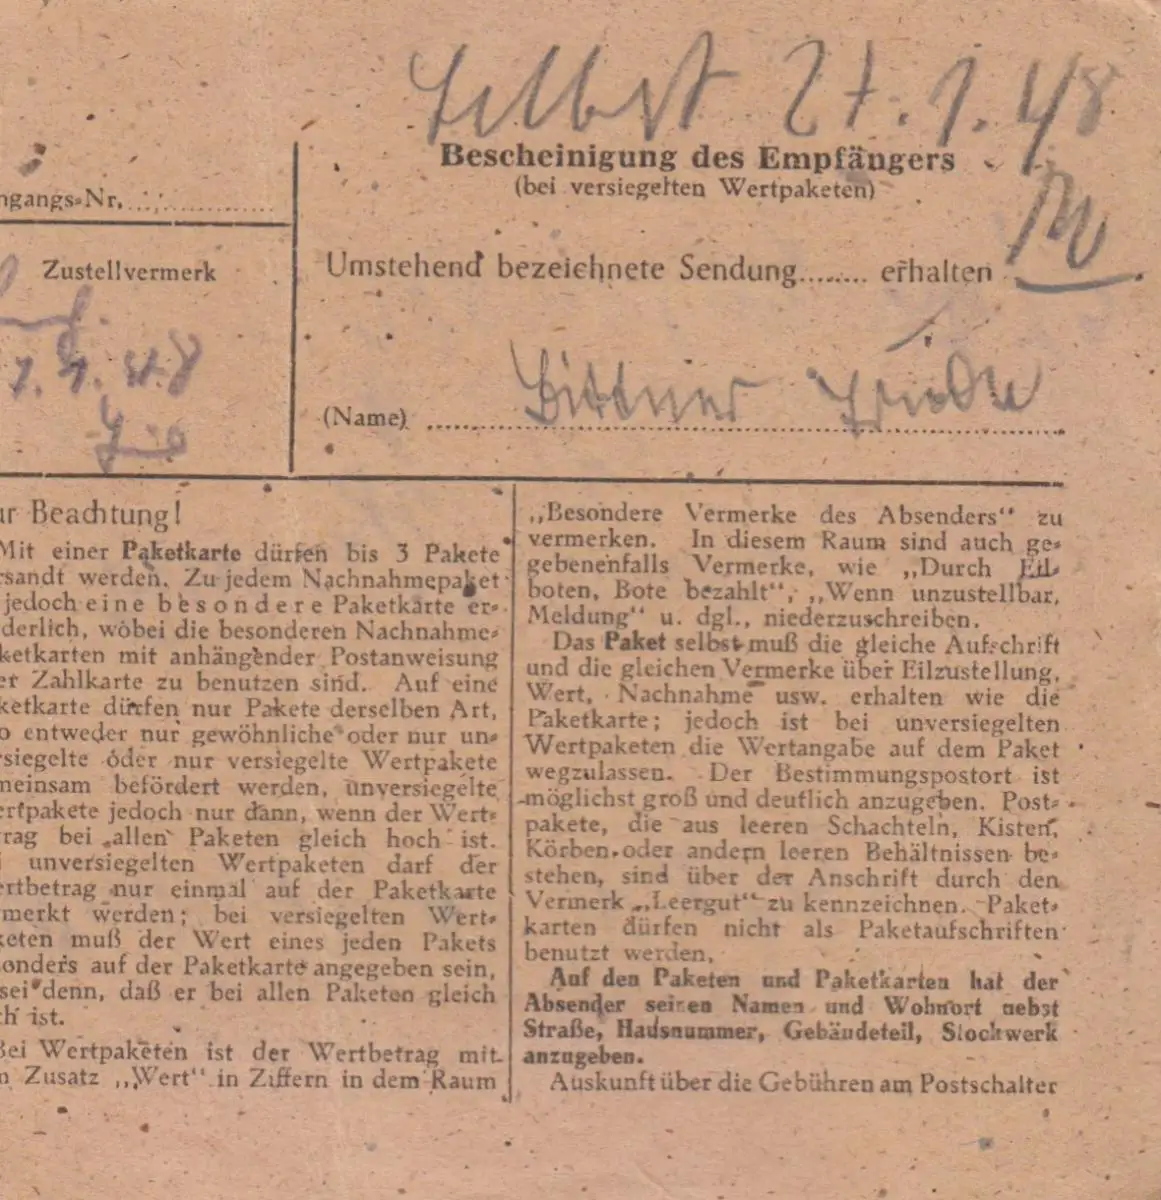 Selbst 27.1.48
Bescheinigung des Empfängers
(bei versiegelten Wertpaketen)
ngangs=Nr.
Zustellvermerk
Umstehend bezeichnete Sendung........ erhalten
(Name) Bittner
ur Beachtung!
Mit einer Paketkarte dürfen bis 3 Pakete
rsandt werden. Zu jedem Nachnahmepaket
jedoch eine besondere Paketkarte er=
derlich, wobei die besonderen Nachnahme=
ketkarten mit anhängender Postanweisung
er Zahlkarte zu benutzen sind. Auf eine
ketkarte dürfen nur Pakete derselben Art,
o entweder nur gewöhnliche oder nur un=
rsiegelte oder nur versiegelte Wertpakete
meinsam befördert werden, unversiegelte
ertpakete jedoch nur dann, wenn der Wert=
rag bei allen Paketen gleich hoch ist.
i unversiegelten Wertpaketen darf der
ertbetrag nur einmal auf der Paketkarte
merkt werden; bei versiegelten Wert=
keten muß der Wert eines jeden Pakets
onders auf der Paketkarte angegeben sein,
sei denn, daß er bei allen Paketen gleich
ch ist.
Bei Wertpaketen ist der Wertbetrag mit
m Zusatz „Wert" in Ziffern in dem Raum
„Besondere Vermerke des Absenders" zu
vermerken. In diesem Raum sind auch ge=
gebenenfalls Vermerke, wie „Durch Eil=
boten, Bote bezahlt", „Wenn unzustellbar,
Meldung" u. dgl., niederzuschreiben.
Das Paket selbst muß die gleiche Aufschrift
und die gleichen Vermerke über Eilzustellung,
Wert, Nachnahme usw. erhalten wie die
Paketkarte; jedoch ist bei unversiegelten
Wertpaketen die Wertangabe auf dem Paket
wegzulassen. Der Bestimmungspostort ist
möglichst groß und deutlich anzugeben. Post=
pakete, die aus leeren Schachteln, Kisten,
Körben oder andern leeren Behältnissen be=
stehen, sind über der Anschrift durch den
Vermerk „Leergut" zu kennzeichnen. Paket=
karten dürfen nicht als Paketaufschriften
benutzt werden.
Auf den Paketen und Paketkarten hat der
Absender seinen Namen und Wohnort nebst
Straße, Hausnummer, Gebäudeteil, Stockwerk
anzugeben.
Auskunft über die Gebühren am Postschalter